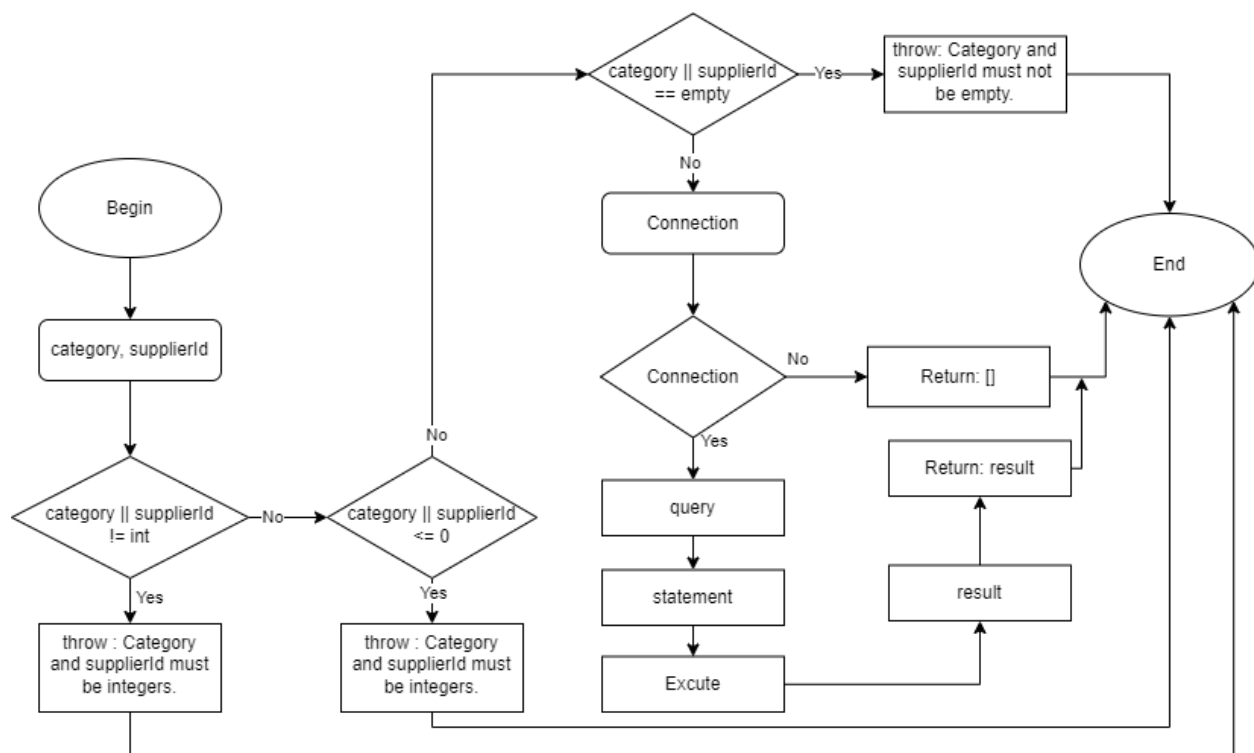 Begin
category, supplierId
category || supplierId
!= int
Yes
throw : Category
and supplierId must
be integers.
No
category || supplierId
<= 0
Yes
throw : Category
and supplierId must
be integers.
No
category || supplierId
== empty
Yes
throw: Category and
supplierId must not
be empty.
No
Connection
Connection
No
Return: []
Yes
query
statement
Excute
result
Return: result
End